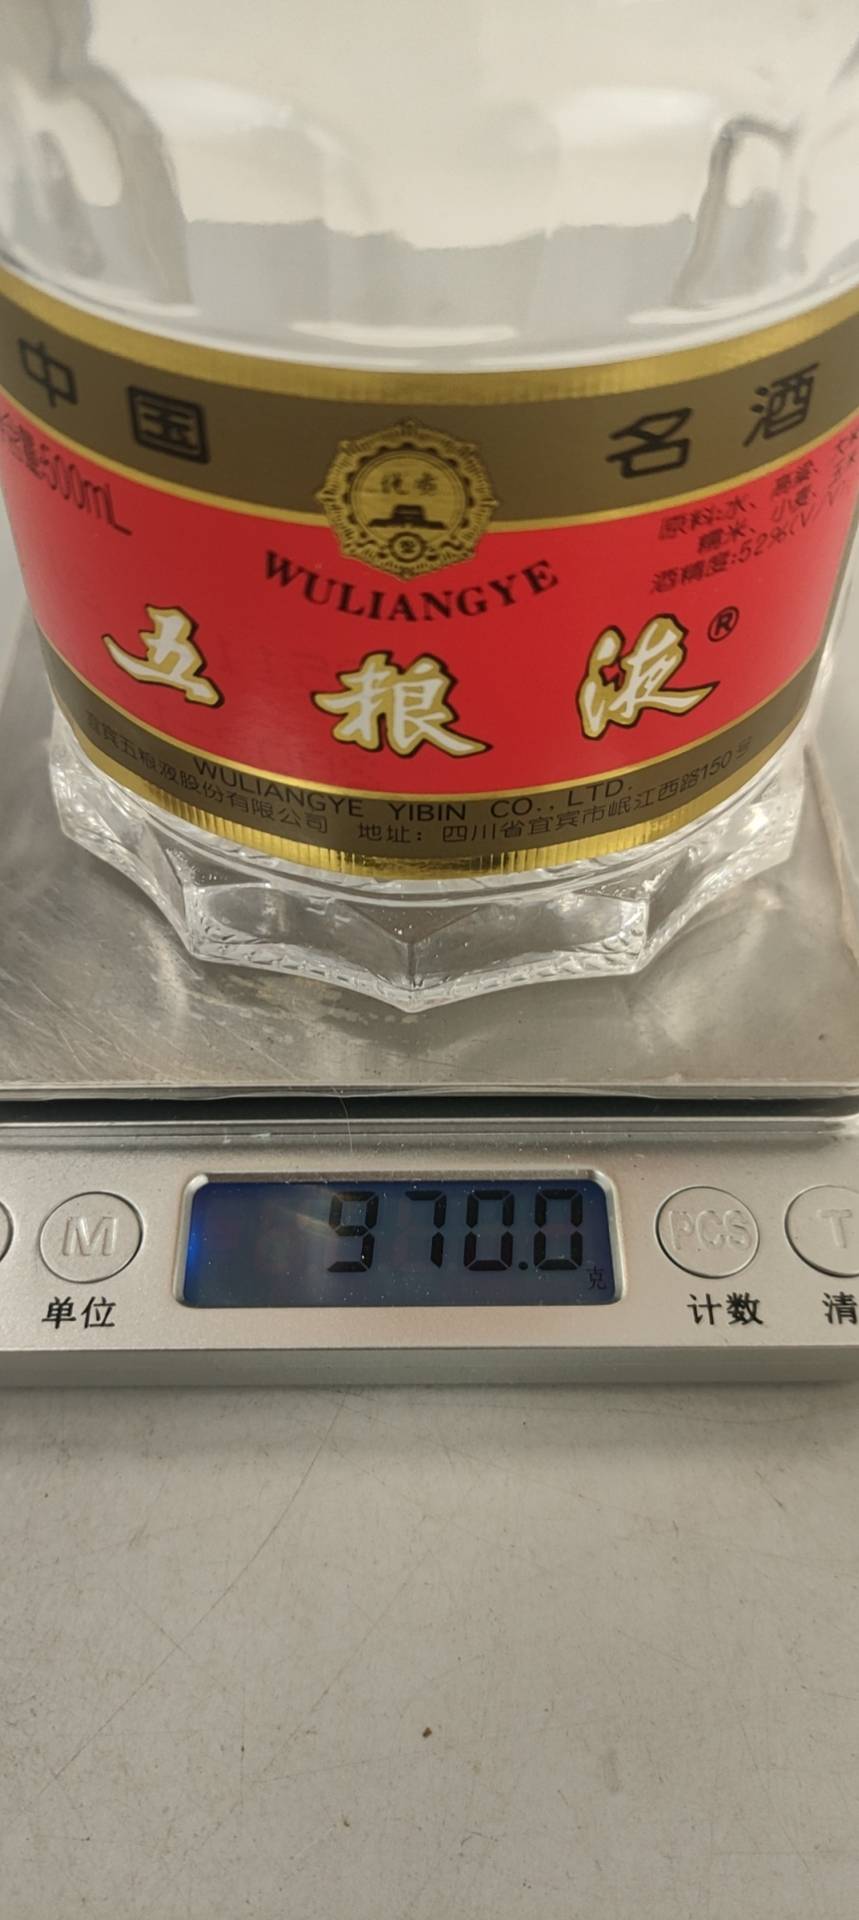 中国 名酒
500mL
原料:水、高粱、大米、
糯米、小麦、玉米
酒精度:52%(V/V)
WULIANGYE
五粮液®
WULIANGYE YIBIN CO., LTD.
宜宾五粮液股份有限公司 地址：四川省宜宾市岷江西路150号
970.0
克
M
PCS
T
单位
计数
清